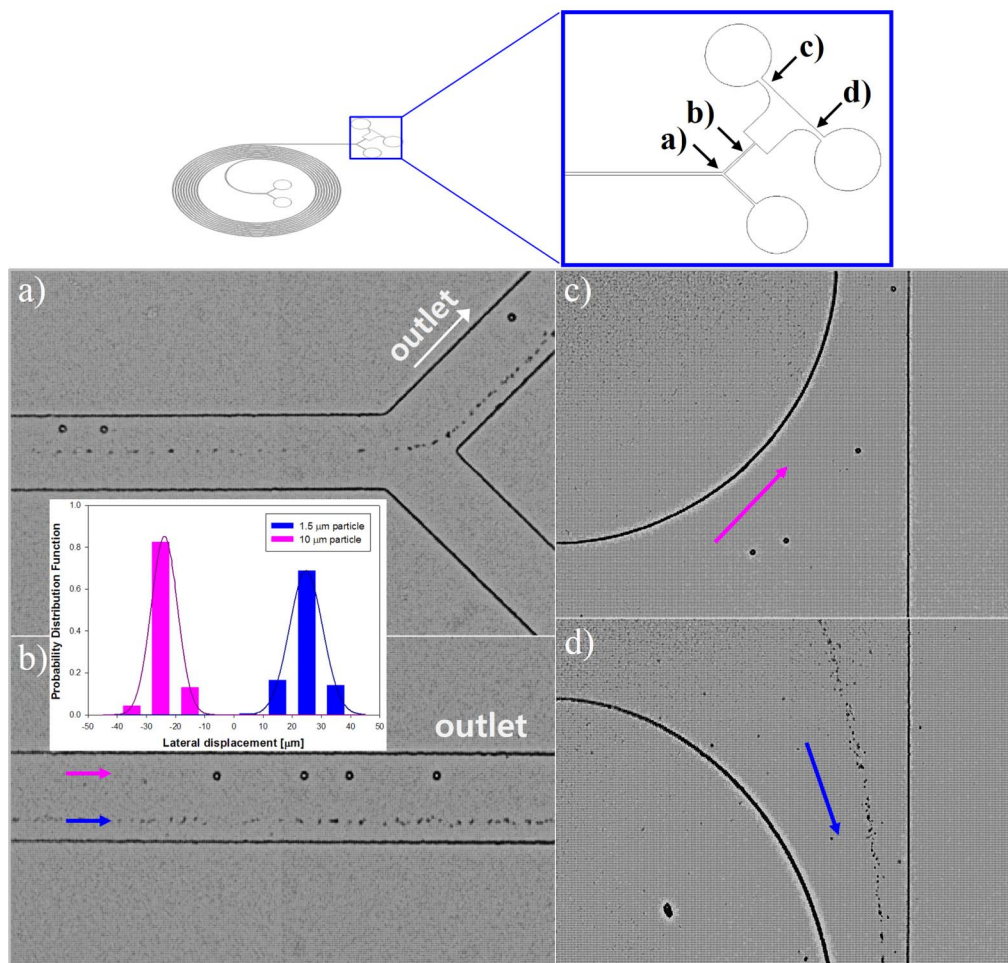 c)
d)
b)
a)
a)
outlet
c)
1.5 μm particle
10 μm particle
Probability Distribution Function
1.0
0.8
0.6
0.4
0.2
0.0
-50 -40 -30 -20 -10 0 10 20 30 40 50
Lateral displacement [μm]
b)
outlet
d)